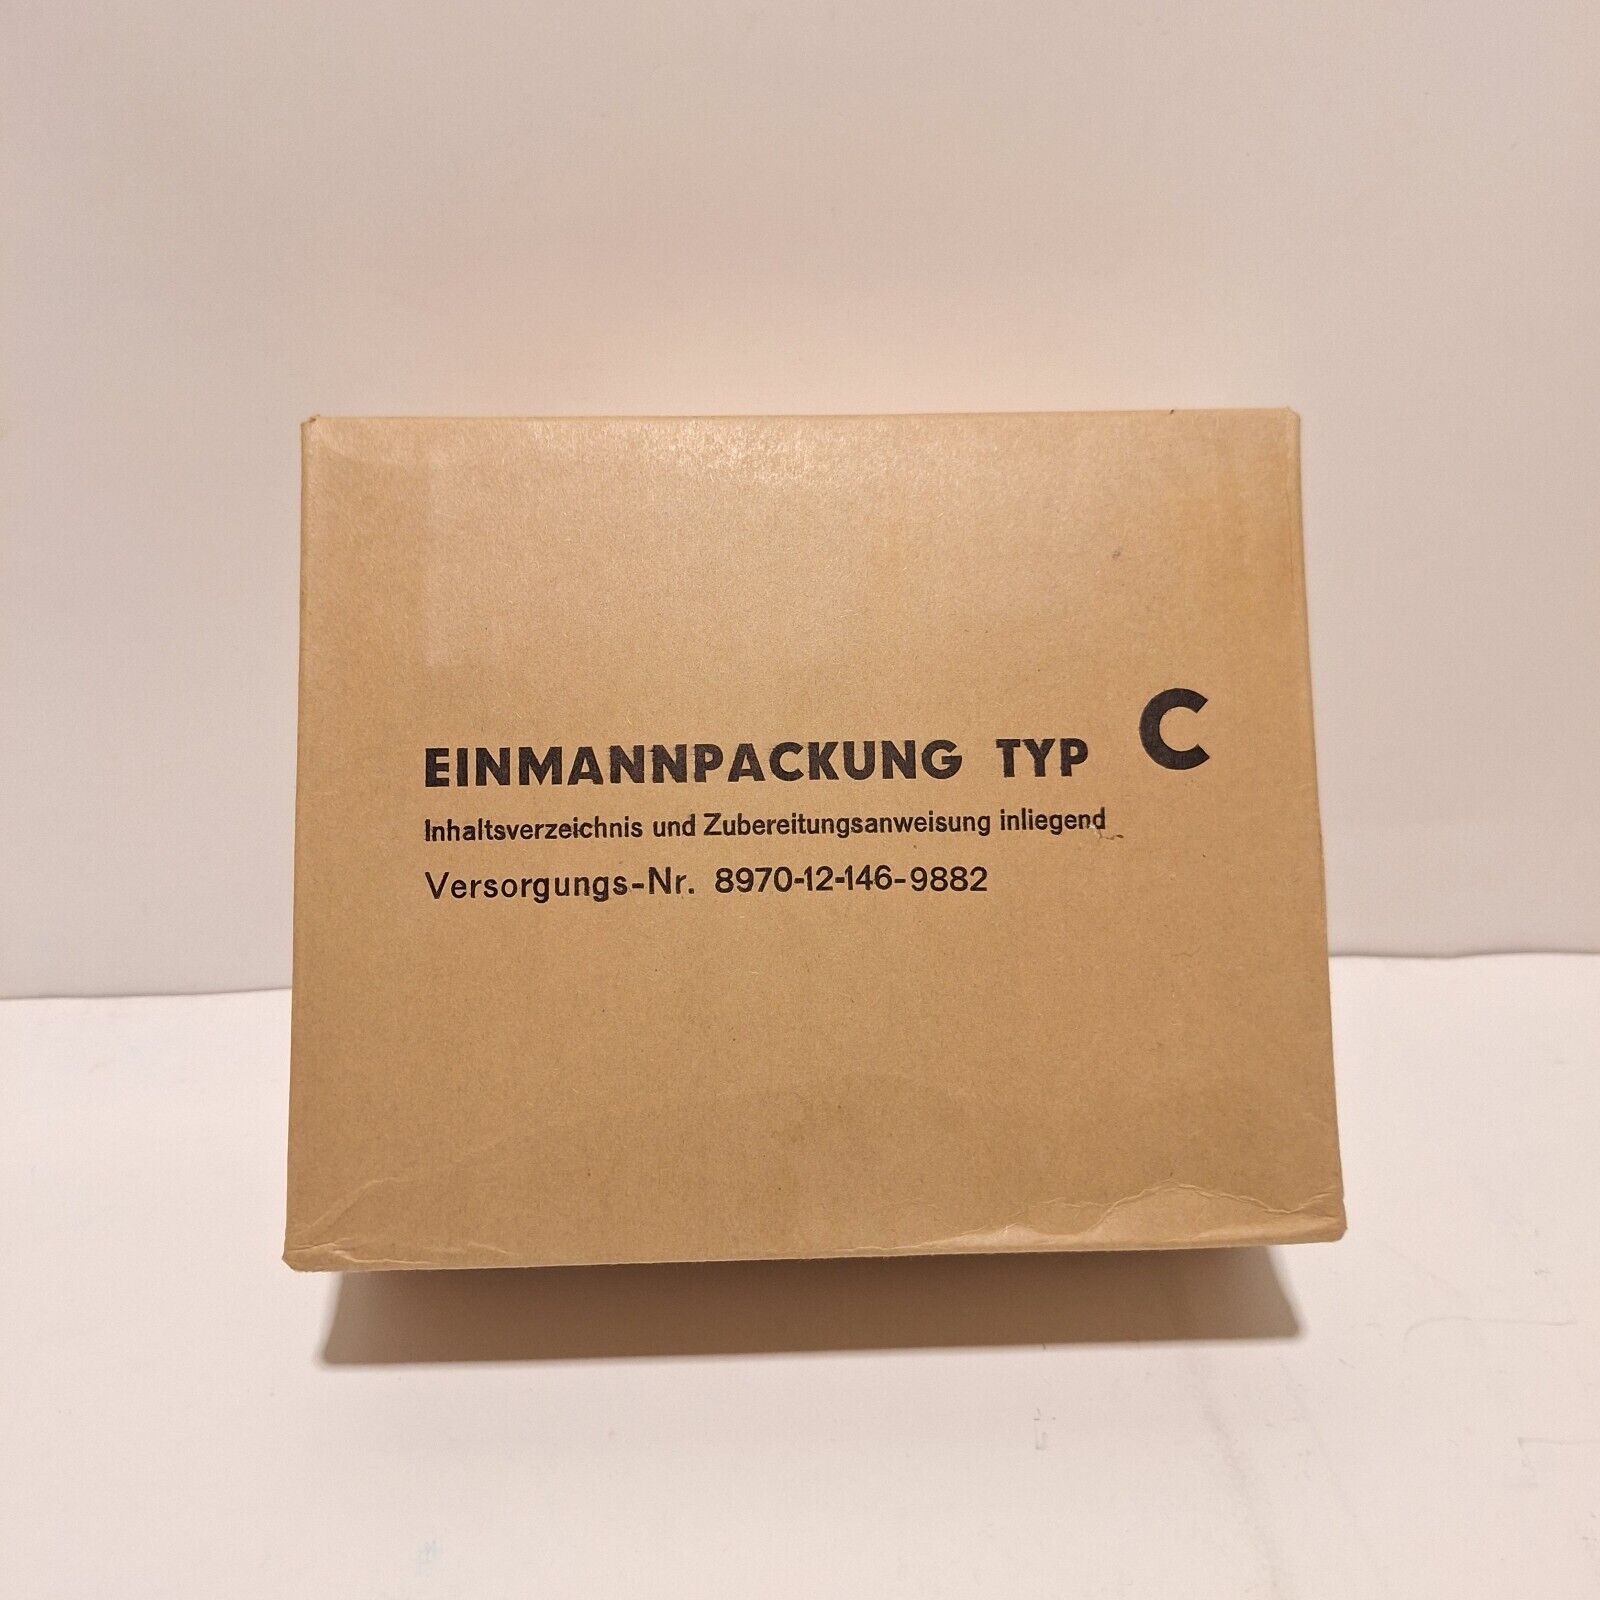 EINMANNPACKUNG TYP C
Inhaltsverzeichnis und Zubereitungsanweisung inliegend
Versorgungs-Nr. 8970-12-146-9882